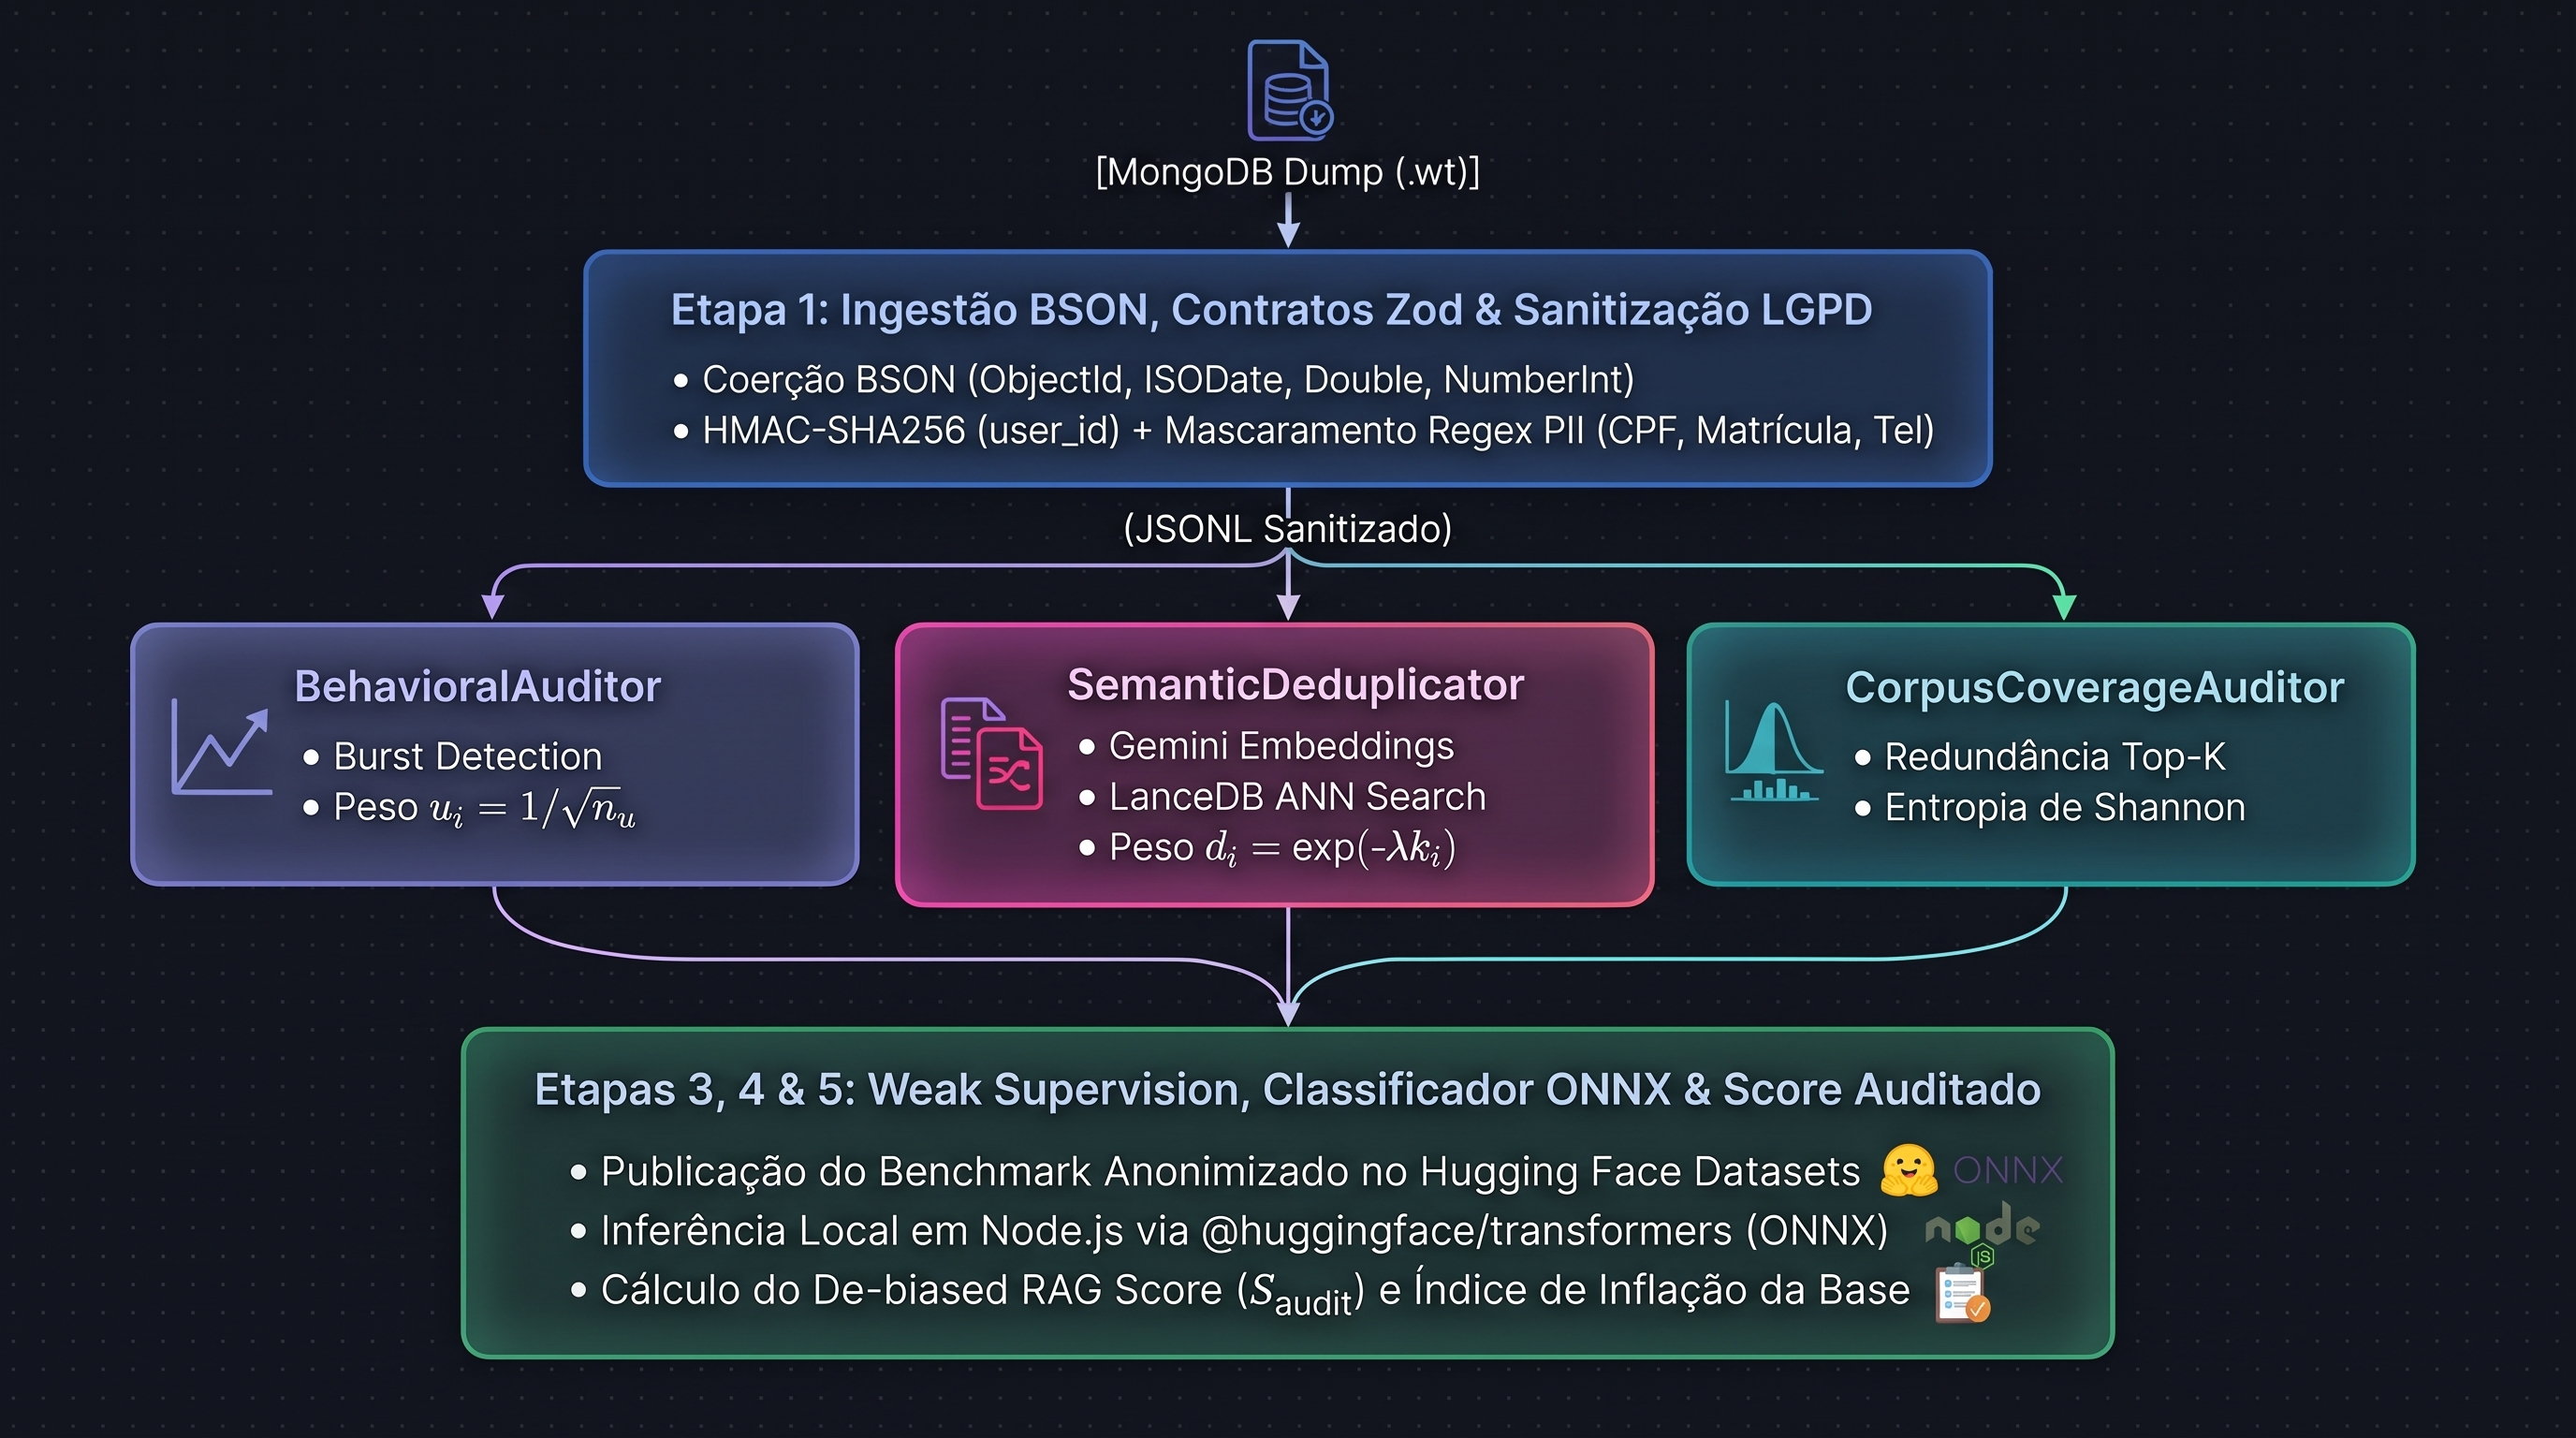 [MongoDB Dump (.wt)]
Etapa 1: Ingestão BSON, Contratos Zod & Sanitização LGPD
• Coerção BSON (ObjectId, ISODate, Double, NumberInt)
• HMAC-SHA256 (user_id) + Mascaramento Regex PII (CPF, Matrícula, Tel)
(JSONL Sanitizado)
BehavioralAuditor
• Burst Detection
• Peso uᵢ = 1/√nᵤ
SemanticDeduplicator
• Gemini Embeddings
• LanceDB ANN Search
• Peso dᵢ = exp(-λkᵢ)
CorpusCoverageAuditor
• Redundância Top-K
• Entropia de Shannon
Etapas 3, 4 & 5: Weak Supervision, Classificador ONNX & Score Auditado
• Publicação do Benchmark Anonimizado no Hugging Face Datasets ONNX
• Inferência Local em Node.js via @huggingface/transformers (ONNX) node
JS
• Cálculo do De-biased RAG Score (S_audit) e Índice de Inflação da Base